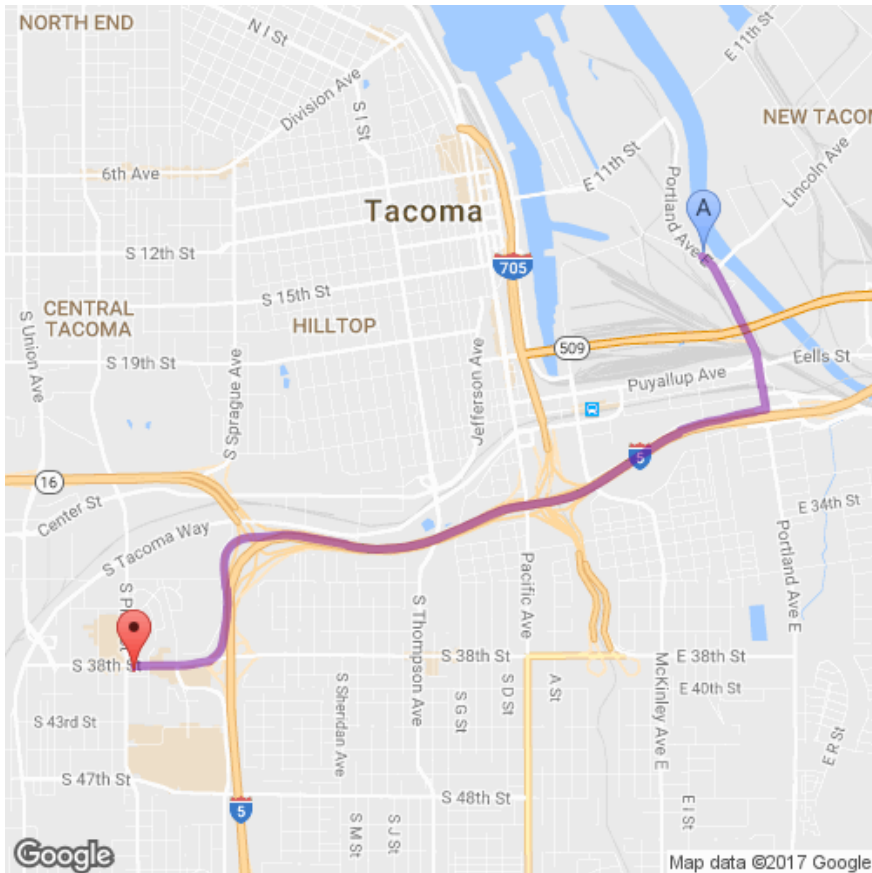 NORTH END
N I St
E 11th St
Division Ave
S I St
NEW TACOM
6th Ave
E 11th St
Portland Ave E
Lincoln Ave
A
Tacoma
S 12th St
705
S 15th St
CENTRAL
TACOMA
HILLTOP
S Union Ave
S 19th St
509
Eells St
Jefferson Ave
Puyallup Ave
S Sprague Ave
5
16
Center St
E 34th St
S Tacoma Way
Portland Ave E
Pacific Ave
S Thompson Ave
S 38th St
S 38th St
E 38th St
McKinley Ave E
S Sheridan Ave
S G St
S D St
A St
E 40th St
S 43rd St
E R St
S 47th St
S 48th St
5
S M St
S J St
E I St
Google
Map data ©2017 Google